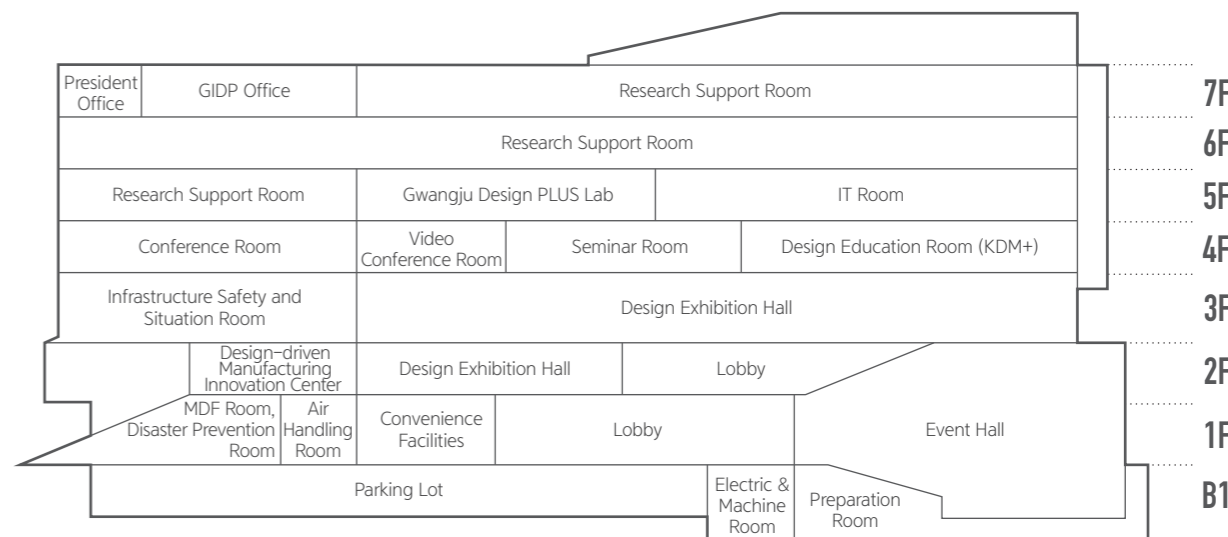 President
Office
GIDP Office
Research Support Room
7F
Research Support Room
6F
Research Support Room
Gwangju Design PLUS Lab
IT Room
5F
Conference Room
Video
Conference Room
Seminar Room
Design Education Room (KDM+)
4F
Infrastructure Safety and
Situation Room
Design Exhibition Hall
3F
Design-driven
Manufacturing
Innovation Center
Design Exhibition Hall
Lobby
2F
MDF Room,
Disaster Prevention
Room
Air
Handling
Room
Convenience
Facilities
Lobby
Event Hall
1F
Parking Lot
Electric &
Machine
Room
Preparation
Room
B1